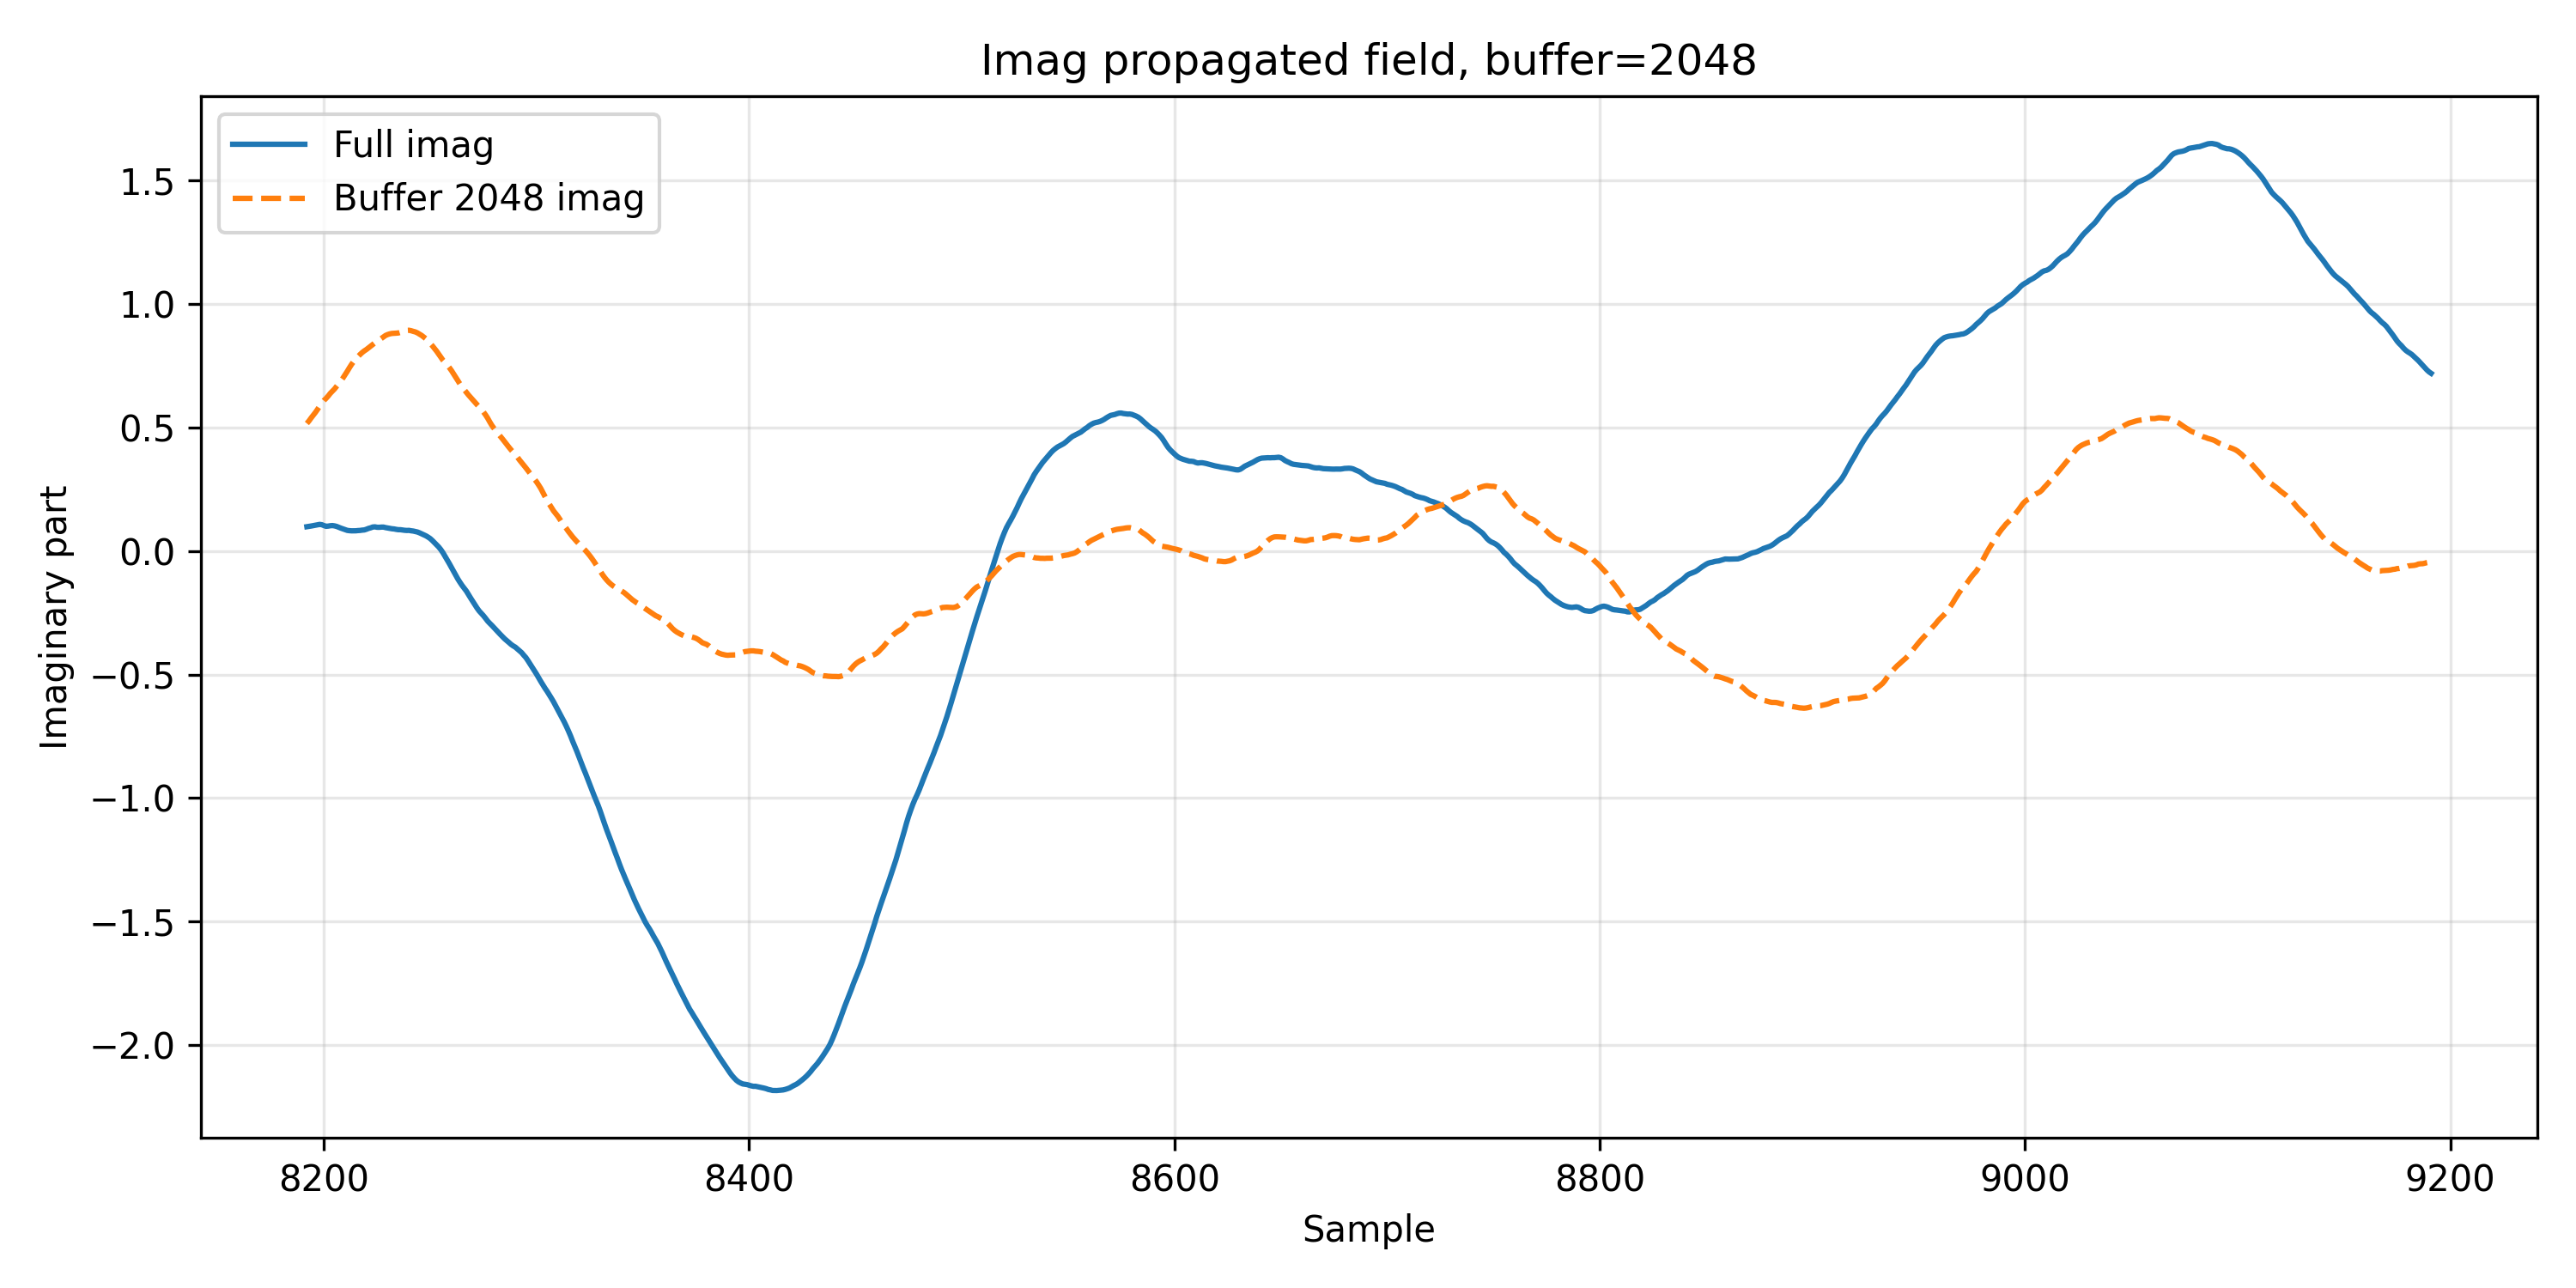 Imag propagated field, buffer=2048
Full imag
Buffer 2048 imag
1.5
1.0
0.5
0.0
−0.5
−1.0
−1.5
−2.0
Imaginary part
8200 8400 8600 8800 9000 9200
Sample